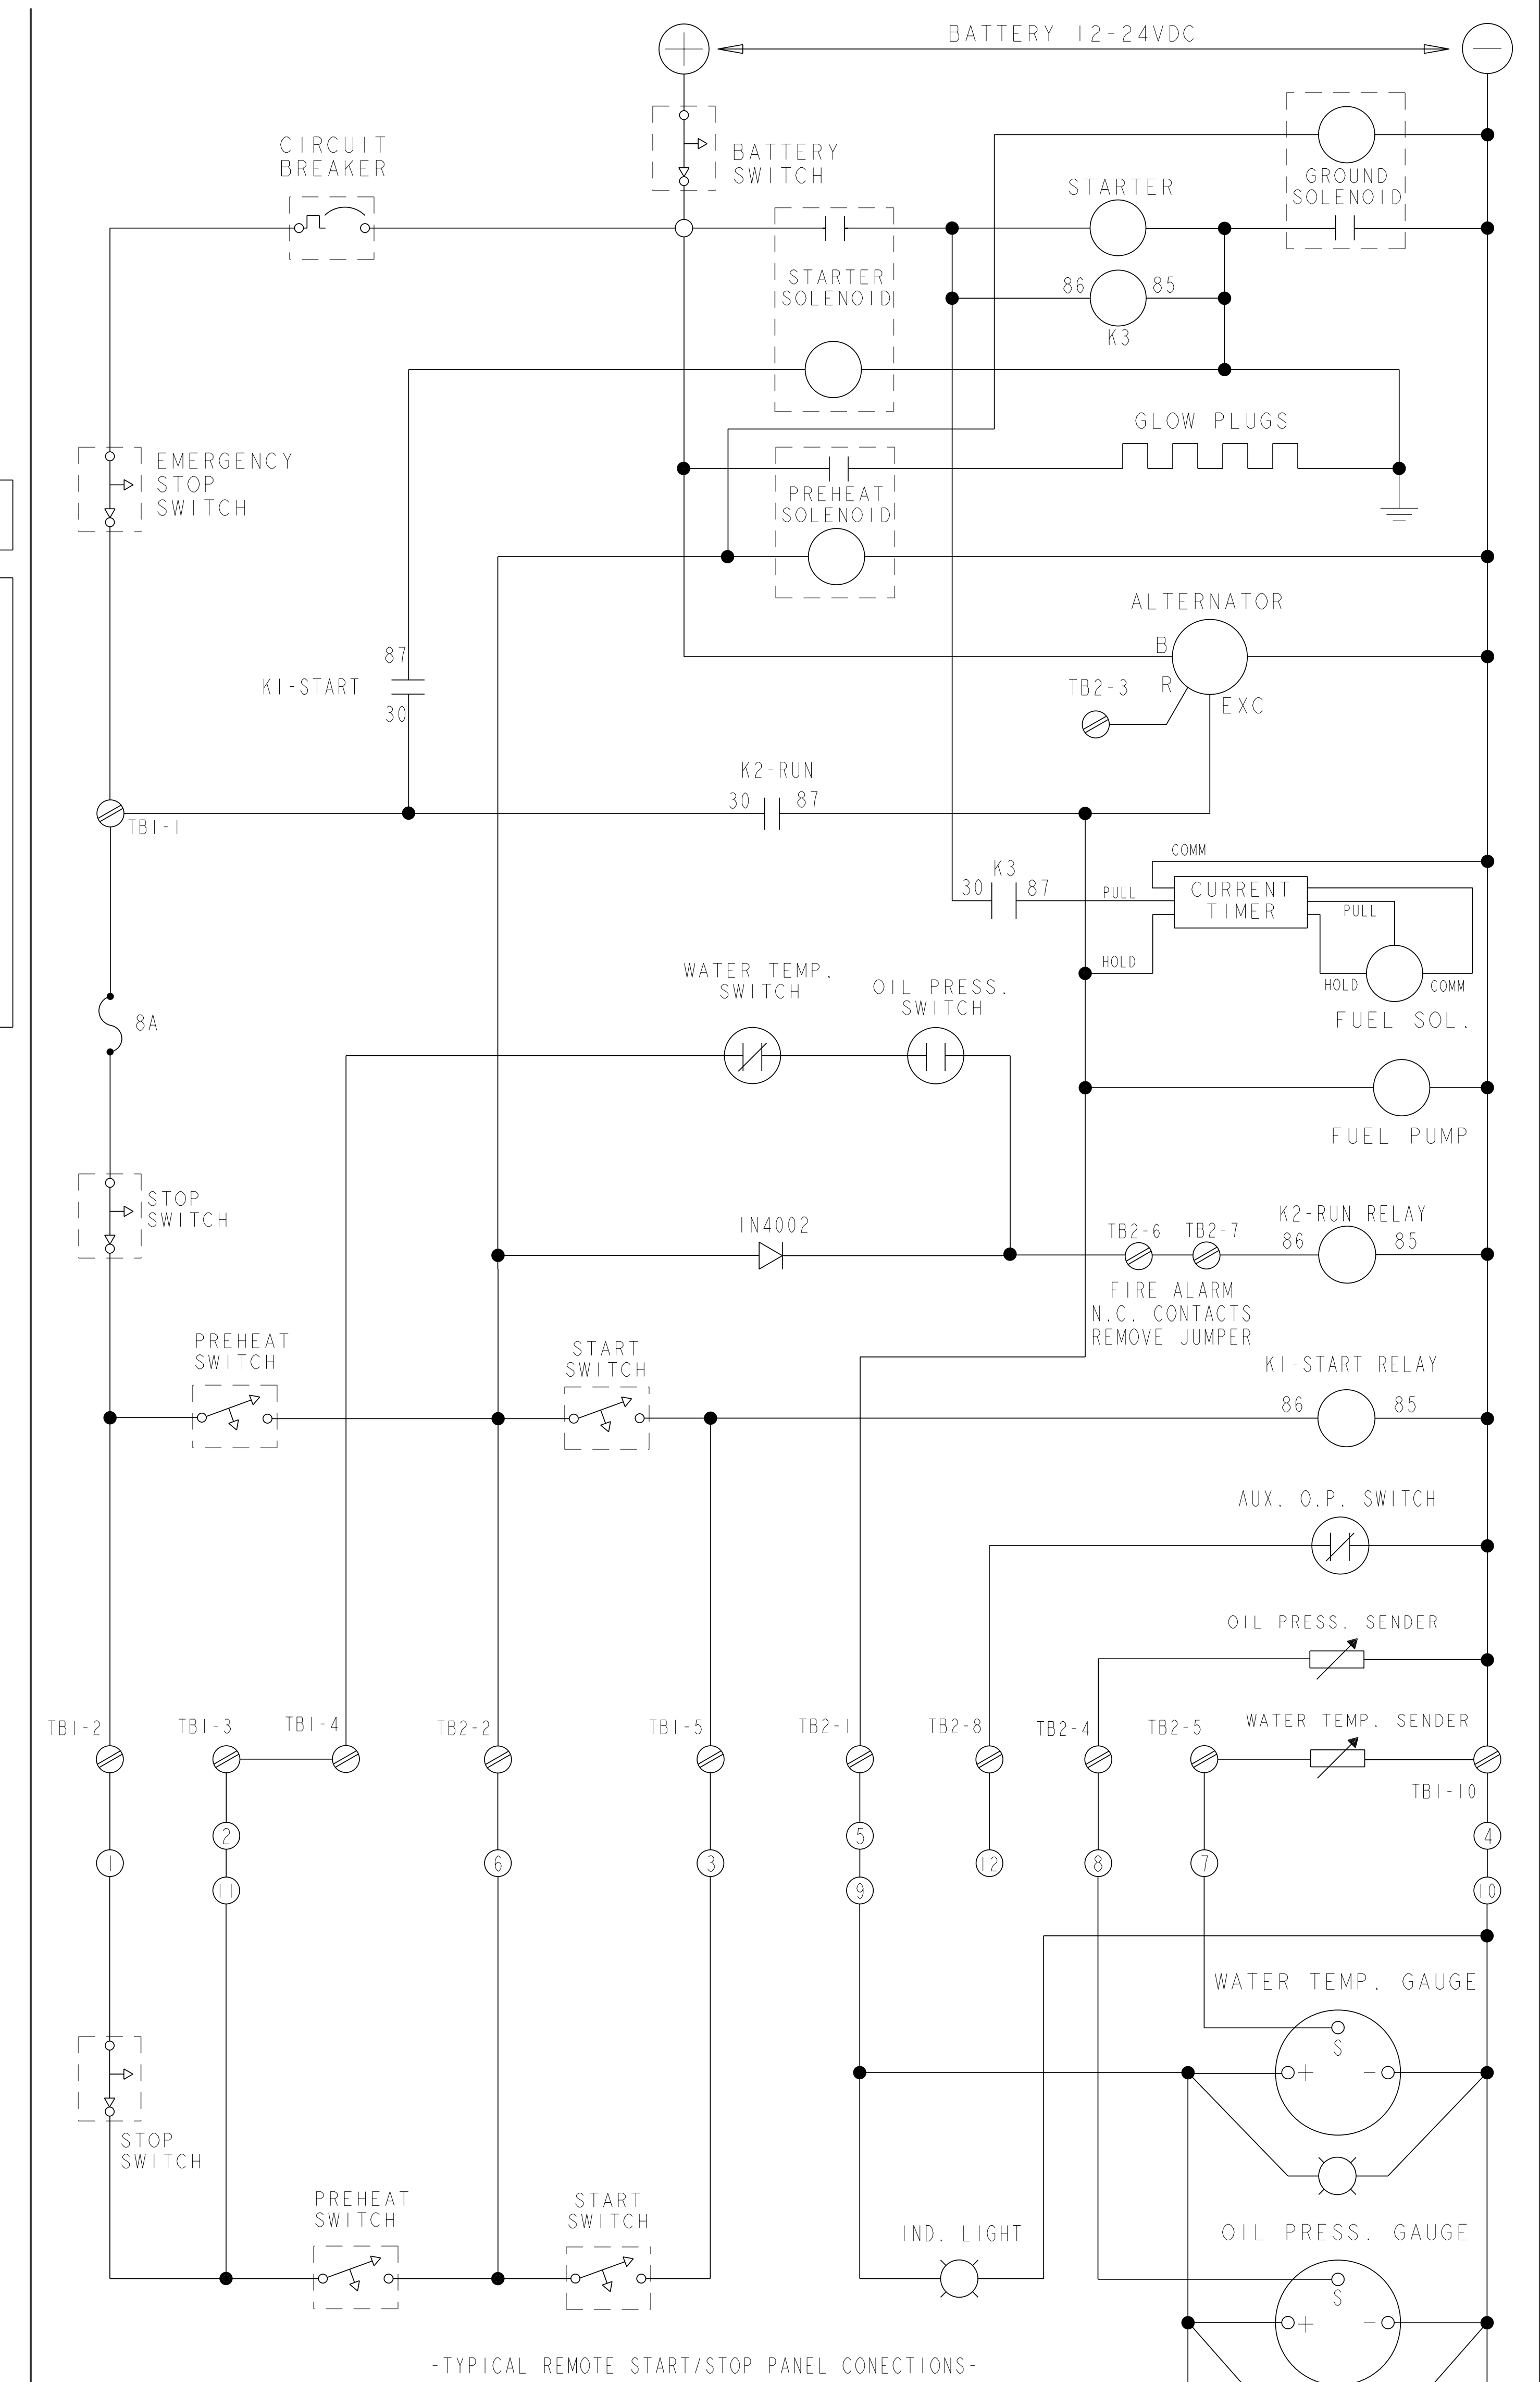 BATTERY 12-24VDC
CIRCUIT
BREAKER
BATTERY
SWITCH
GROUND
SOLENOID
STARTER
STARTER
SOLENOID
86
85
K3
GLOW PLUGS
EMERGENCY
STOP
SWITCH
PREHEAT
SOLENOID
ALTERNATOR
B
R
EXC
TB2-3
87
K1-START
30
K2-RUN
30
87
TB1-1
COMM
K3
30
87
PULL
CURRENT
TIMER
PULL
HOLD
HOLD
COMM
FUEL SOL.
WATER TEMP.
SWITCH
OIL PRESS.
SWITCH
8A
FUEL PUMP
STOP
SWITCH
IN4002
TB2-6
TB2-7
K2-RUN RELAY
86
85
FIRE ALARM
N.C. CONTACTS
REMOVE JUMPER
PREHEAT
SWITCH
START
SWITCH
K1-START RELAY
86
85
AUX. O.P. SWITCH
OIL PRESS. SENDER
TB1-2
TB1-3
TB1-4
TB2-2
TB1-5
TB2-1
TB2-8
TB2-4
TB2-5
WATER TEMP. SENDER
TB1-10
2
5
4
1
6
3
12
8
7
11
9
10
WATER TEMP. GAUGE
S
+
-
STOP
SWITCH
PREHEAT
SWITCH
START
SWITCH
IND. LIGHT
OIL PRESS. GAUGE
S
+
-
-TYPICAL REMOTE START/STOP PANEL CONECTIONS-